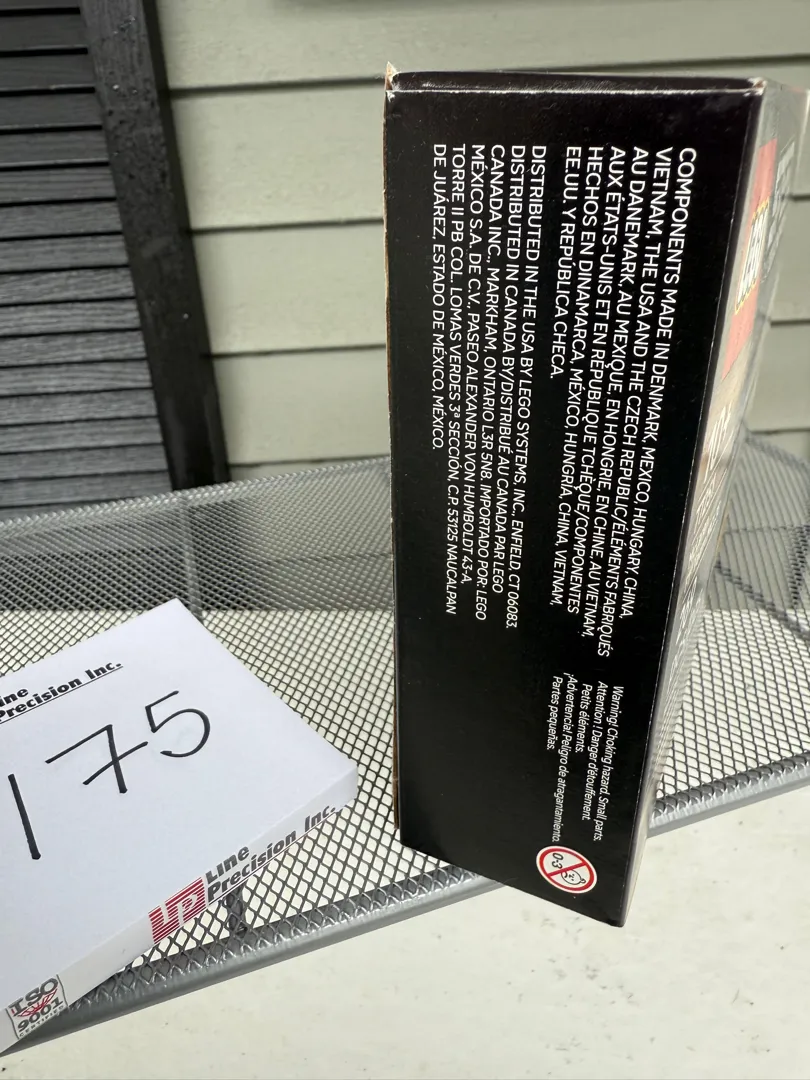 COMPONENTS MADE IN DENMARK, MEXICO, HUNGARY, CHINA,
VIETNAM, THE USA AND THE CZECH REPUBLIC/ÉLÉMENTS FABRIQUÉS
AU DANEMARK, AU MEXIQUE, EN HONGRIE, EN CHINE, AU VIETNAM,
AUX ÉTATS-UNIS ET EN RÉPUBLIQUE TCHÈQUE/COMPONENTES
HECHOS EN DINAMARCA, MÉXICO, HUNGRÍA, CHINA, VIETNAM,
EE.UU. Y REPÚBLICA CHECA.
DISTRIBUTED IN THE USA BY LEGO SYSTEMS, INC., ENFIELD, CT 06083.
DISTRIBUTED IN CANADA BY/DISTRIBUÉ AU CANADA PAR LEGO
CANADA INC., MARKHAM, ONTARIO L3R 5N8. IMPORTADO POR: LEGO
MÉXICO S.A. DE C.V., PASEO ALEXANDER VON HUMBOLDT 43-A,
TORRE II PB COL. LOMAS VERDES 3ª SECCIÓN, C.P. 53125 NAUCALPAN
DE JUÁREZ, ESTADO DE MÉXICO, MÉXICO.
Warning! Choking hazard. Small parts.
Attention ! Danger d'étouffement.
Petits éléments.
¡Advertencia! Peligro de atragantamiento.
Partes pequeñas.
0-3
Line
Precision Inc.
175
LP Line
Precision Inc.
ISO
9001
CERTIFIED